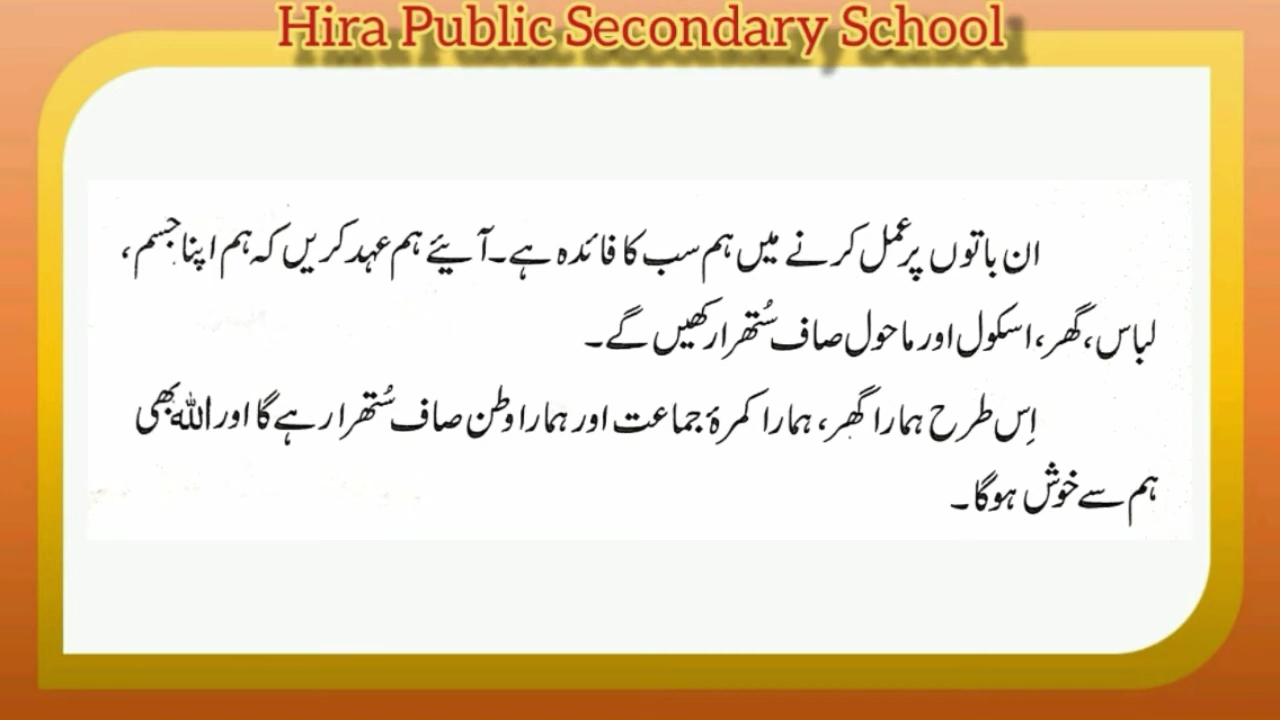 Hira Public Secondary School
ان باتوں پر عمل کرنے میں ہم سب کا فائدہ ہے۔ آیئے ہم عہد کریں کہ ہم اپنا جسم،
لباس، گھر، اسکول اور ماحول صاف سُتھرا رکھیں گے۔
اِس طرح ہمارا گھر، ہمارا کمرۂ جماعت اور ہمارا وطن صاف سُتھرا رہے گا اور اللہ بھی
ہم سے خوش ہوگا۔